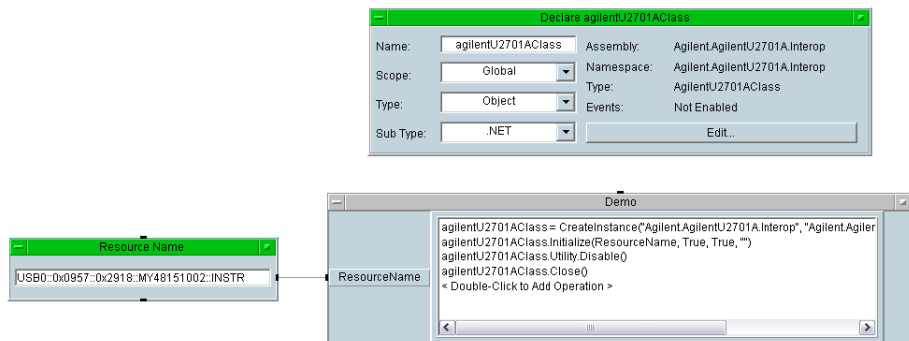 Declare agilentU2701AClass
Name: agilentU2701AClass Assembly: Agilent.AgilentU2701A.Interop
Scope: Global Namespace: Agilent.AgilentU2701A.Interop
Type: Object Type: AgilentU2701AClass
Events: Not Enabled
Sub Type: .NET Edit...
Demo
agilentU2701AClass = CreateInstance("Agilent.AgilentU2701A.Interop", "Agilent.Agiler
agilentU2701AClass.Initialize(ResourceName, True, True, "")
agilentU2701AClass.Utility.Disable()
agilentU2701AClass.Close()
< Double-Click to Add Operation >
Resource Name
USB0::0x0957::0x2918::MY48151002::INSTR
ResourceName